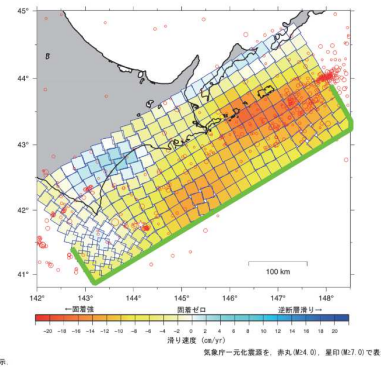 45°
44°
43°
42°
41°
100 km
142° 143° 144° 145° 146° 147° 148°
←固着強 固着ゼロ 逆断層滑り→
-20 -18 -16 -14 -12 -10 -8 -6 -4 -2 0 2 4 6 8 10 12 14 16 18 20
滑り速度 (cm/yr)
気象庁一元化震源を，赤丸(M≥4.0)，星印(M≥7.0)で表
示.